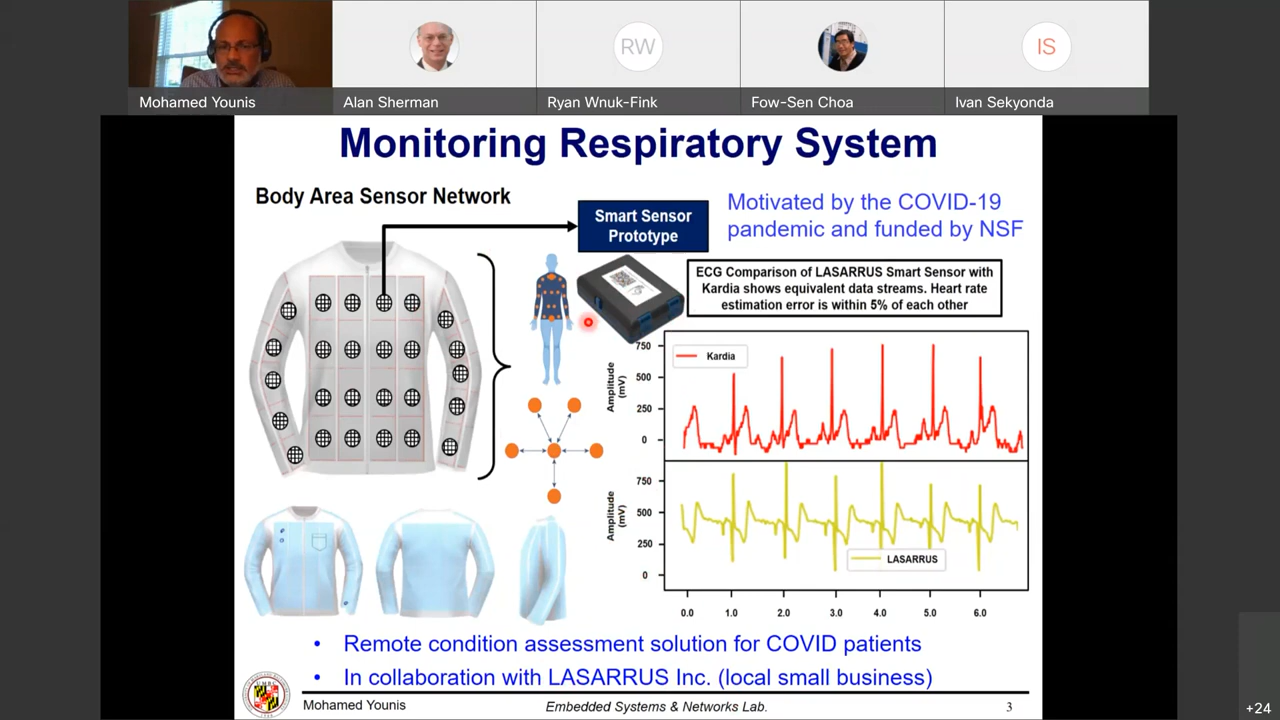 RW
IS
Mohamed Younis
Alan Sherman
Ryan Wnuk-Fink
Fow-Sen Choa
Ivan Sekyonda
Monitoring Respiratory System
Body Area Sensor Network
Smart Sensor
Prototype
Motivated by the COVID-19
pandemic and funded by NSF
ECG Comparison of LASARRUS Smart Sensor with
Kardia shows equivalent data streams. Heart rate
estimation error is within 5% of each other
Amplitude
(mV)
750
500
250
0
Kardia
Amplitude
(mV)
750
500
250
0
LASARRUS
0.0 1.0 2.0 3.0 4.0 5.0 6.0
• Remote condition assessment solution for COVID patients
• In collaboration with LASARRUS Inc. (local small business)
Mohamed Younis
Embedded Systems & Networks Lab.
3
+24